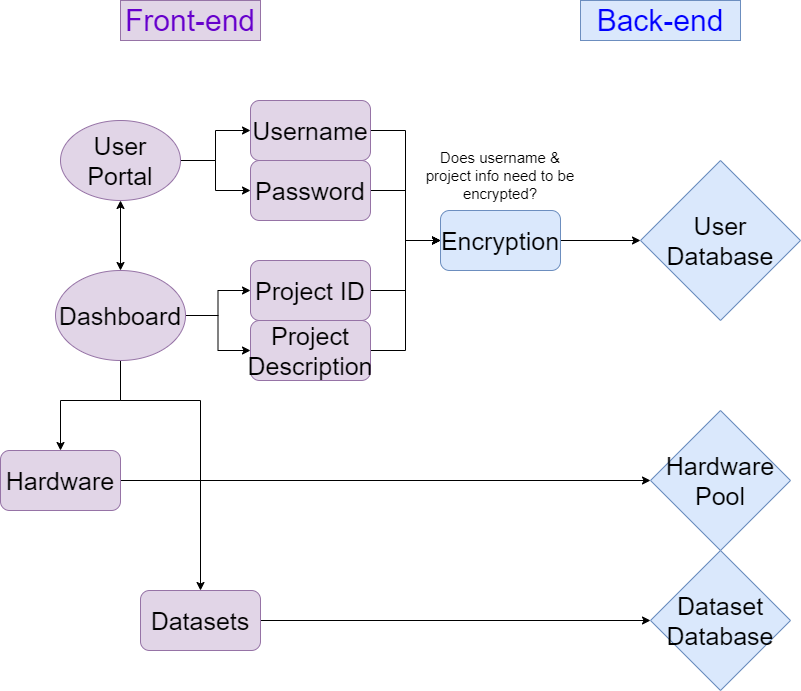 Front-end
Back-end
User
Portal
Username
Password
Does username &
project info need to be
encrypted?
Encryption
User
Database
Dashboard
Project ID
Project
Description
Hardware
Hardware
Pool
Datasets
Dataset
Database